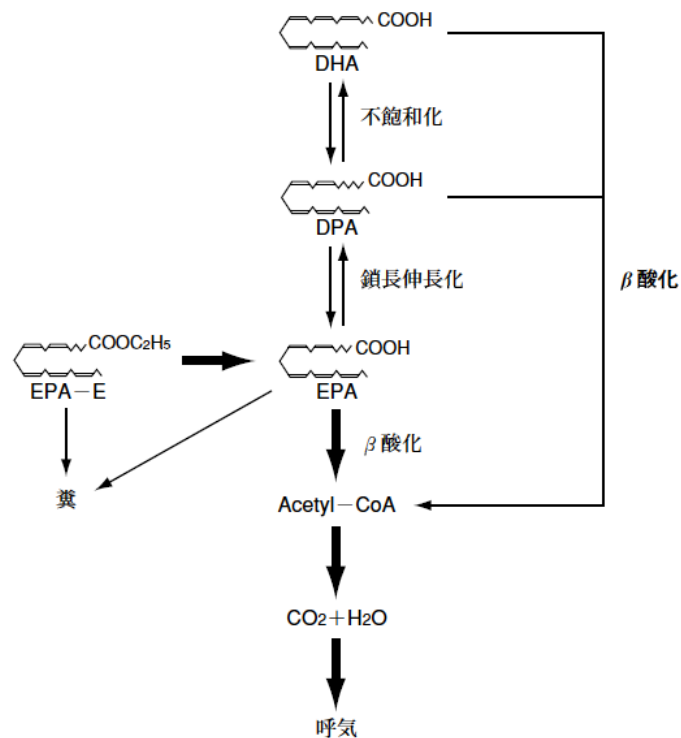 COOH
DHA
不飽和化
COOH
DPA
鎖長伸長化
β酸化
COOC₂H₅
COOH
EPA−E
EPA
β酸化
糞
Acetyl−CoA
CO₂+H₂O
呼気